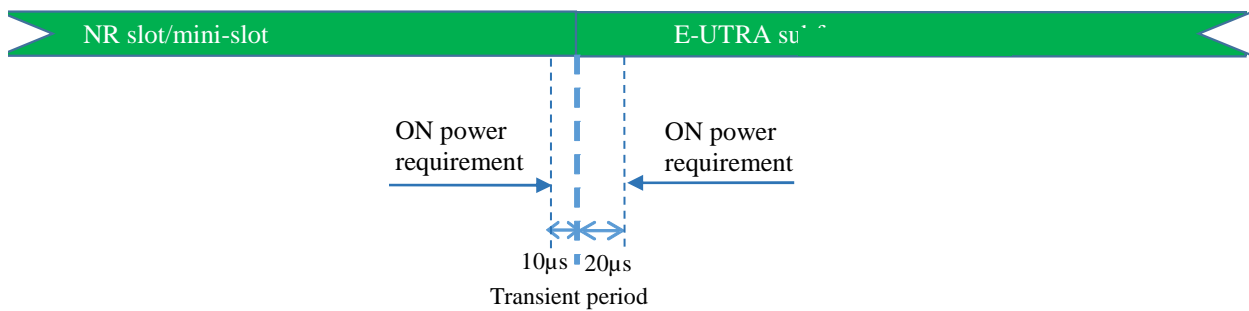 NR slot/mini-slot
E-UTRA
ON power
requirement
ON power
requirement
10µs 20µs
Transient period